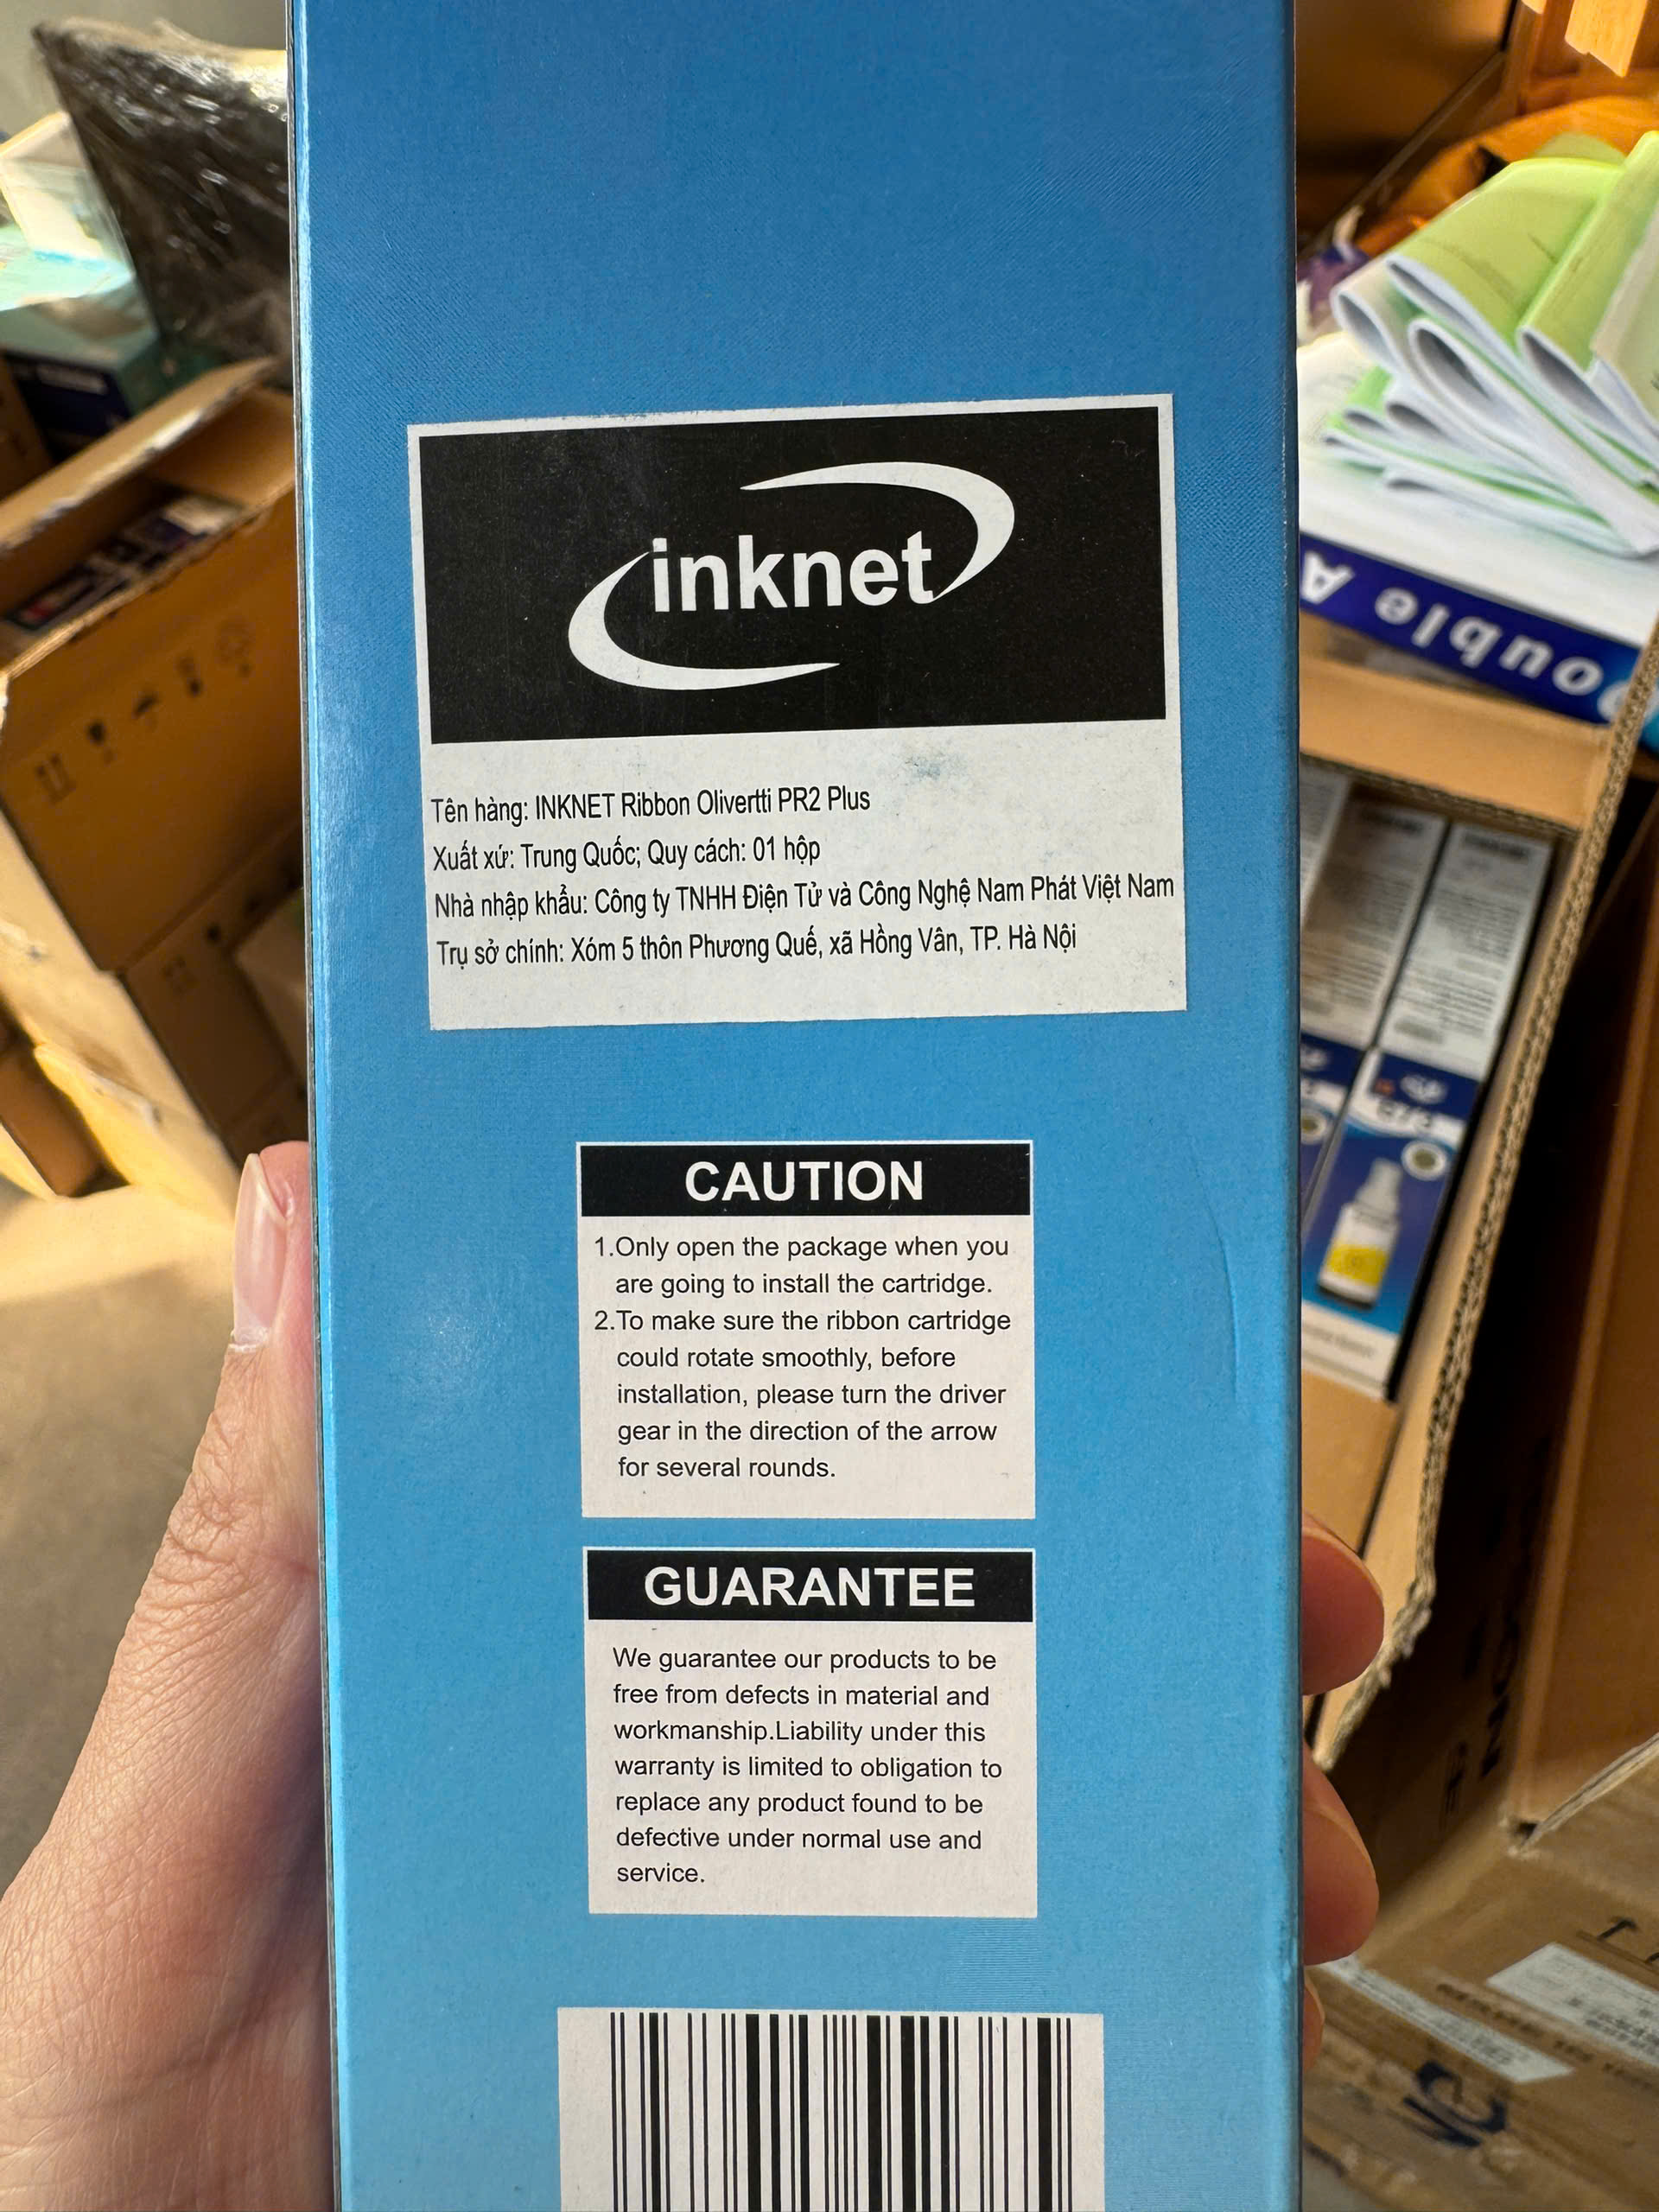 inknet
Tên hàng: INKNET Ribbon Olivertti PR2 Plus
Xuất xứ: Trung Quốc; Quy cách: 01 hộp
Nhà nhập khẩu: Công ty TNHH Điện Tử và Công Nghệ Nam Phát Việt Nam
Trụ sở chính: Xóm 5 thôn Phương Quế, xã Hồng Vân, TP. Hà Nội
CAUTION
1.Only open the package when you
are going to install the cartridge.
2.To make sure the ribbon cartridge
could rotate smoothly, before
installation, please turn the driver
gear in the direction of the arrow
for several rounds.
GUARANTEE
We guarantee our products to be
free from defects in material and
workmanship.Liability under this
warranty is limited to obligation to
replace any product found to be
defective under normal use and
service.
Double A